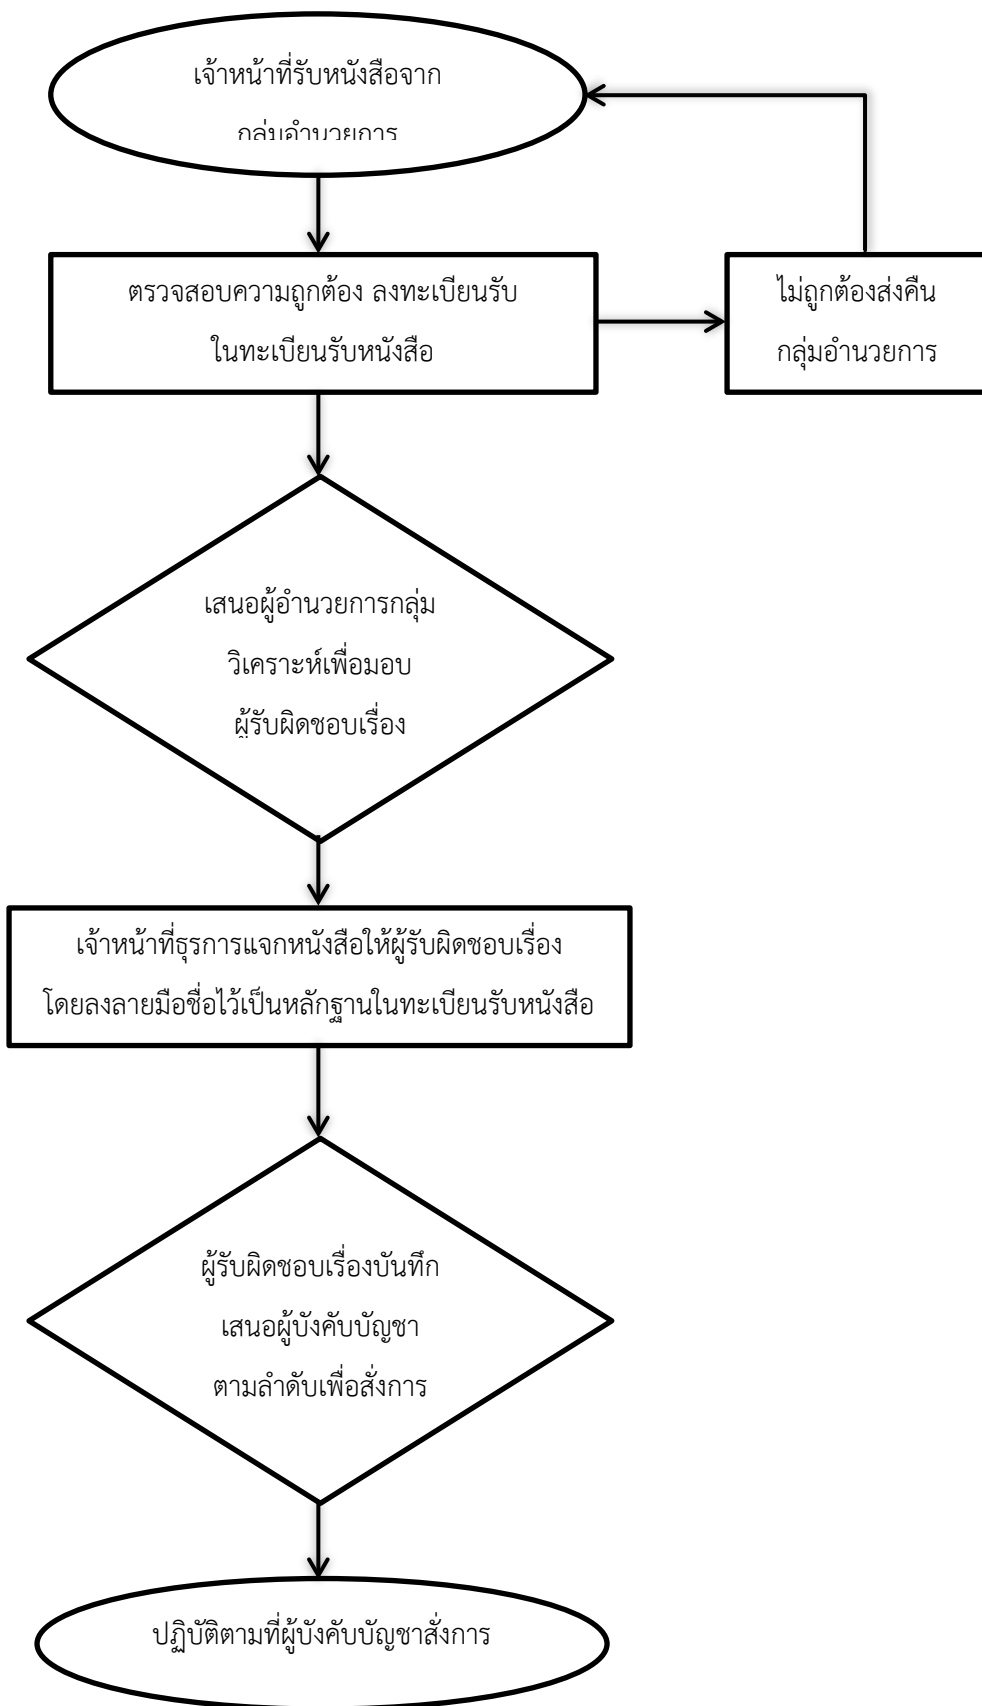 เจ้าหน้าที่รับหนังสือจาก
กลุ่มอำนวยการ
ตรวจสอบความถูกต้อง ลงทะเบียนรับ
ในทะเบียนรับหนังสือ
ไม่ถูกต้องส่งคืน
กลุ่มอำนวยการ
เสนอผู้อำนวยการกลุ่ม
วิเคราะห์เพื่อมอบ
ผู้รับผิดชอบเรื่อง
เจ้าหน้าที่ธุรการแจกหนังสือให้ผู้รับผิดชอบเรื่อง
โดยลงลายมือชื่อไว้เป็นหลักฐานในทะเบียนรับหนังสือ
ผู้รับผิดชอบเรื่องบันทึก
เสนอผู้บังคับบัญชา
ตามลำดับเพื่อสั่งการ
ปฏิบัติตามที่ผู้บังคับบัญชาสั่งการ